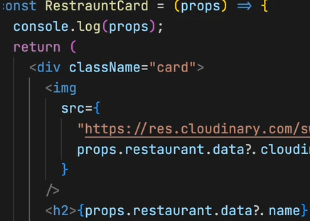 const RestrauntCard = (props) => {
console.log(props);
return (
<div className="card">
<img
src={
"https://res.cloudinary.com/s
props.restaurant.data?.cloudin
}
/>
<h2>{props.restaurant.data?.name}